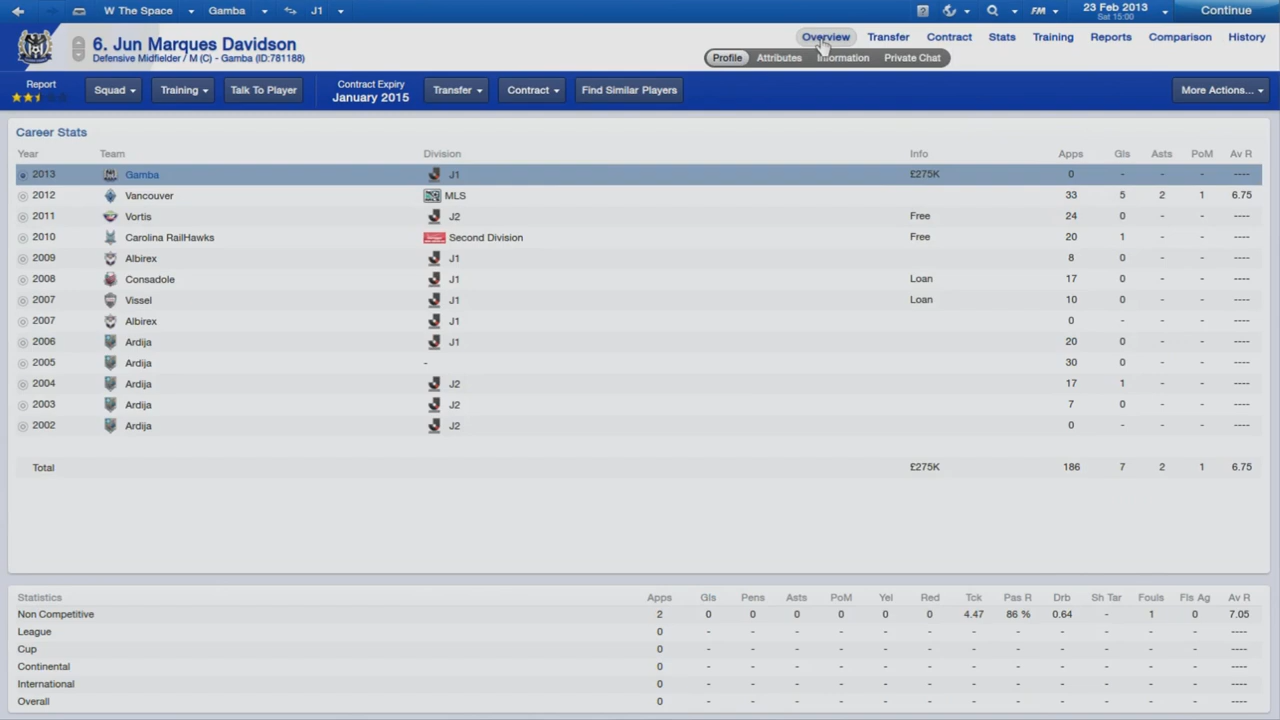 W The Space Gamba J1 FM 23 Feb 2013 Sat 15:00 Continue
6. Jun Marques Davidson
Defensive Midfielder / M (C) - Gamba (ID:781188)
Overview Transfer Contract Stats Training Reports Comparison History
Profile Attributes Information Private Chat
Report Squad Training Talk To Player Contract Expiry January 2015 Transfer Contract Find Similar Players More Actions...
Career Stats
Year Team Division Info Apps Gls Asts PoM Av R
2013 Gamba J1 £275K 0 - - - ----
2012 Vancouver MLS 33 5 2 1 6.75
2011 Vortis J2 Free 24 0 - - ----
2010 Carolina RailHawks Second Division Free 20 1 - - ----
2009 Albirex J1 8 0 - - ----
2008 Consadole J1 Loan 17 0 - - ----
2007 Vissel J1 Loan 10 0 - - ----
2007 Albirex J1 0 - - - ----
2006 Ardija J1 20 0 - - ----
2005 Ardija - 30 0 - - ----
2004 Ardija J2 17 1 - - ----
2003 Ardija J2 7 0 - - ----
2002 Ardija J2 0 - - - ----
Total £275K 186 7 2 1 6.75
Statistics Apps Gls Pens Asts PoM Yel Red Tck Pas R Drb Sh Tar Fouls Fls Ag Av R
Non Competitive 2 0 0 0 0 0 0 4.47 86 % 0.64 - 1 0 7.05
League 0 - - - - - - - - - - - - ----
Cup 0 - - - - - - - - - - - - ----
Continental 0 - - - - - - - - - - - - ----
International 0 - - - - - - - - - - - - ----
Overall 0 - - - - - - - - - - - - ----